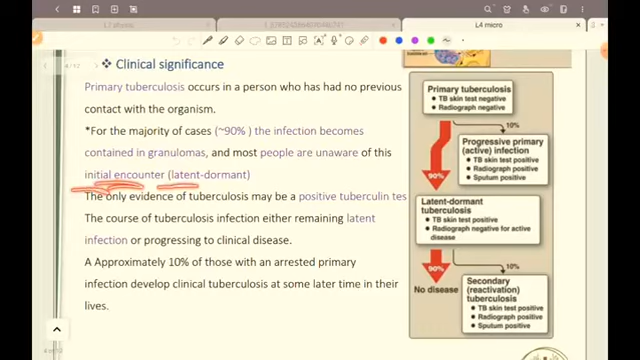 L4 micro
4 / 12
❖ Clinical significance
Primary tuberculosis occurs in a person who has had no previous
contact with the organism.
*For the majority of cases (~90%) the infection becomes
contained in granulomas, and most people are unaware of this
initial encounter (latent-dormant)
The only evidence of tuberculosis may be a positive tuberculin tes
The course of tuberculosis infection either remaining latent
infection or progressing to clinical disease.
A Approximately 10% of those with an arrested primary
infection develop clinical tuberculosis at some later time in their
lives.
Primary tuberculosis
• TB skin test negative
• Radiograph negative
10%
Progressive primary
(active) infection
• TB skin test positive
• Radiograph positive
• Sputum positive
90%
Latent-dormant
tuberculosis
• TB skin test positive
• Radiograph negative for active
disease
90%
10%
No disease
Secondary
(reactivation)
tuberculosis
• TB skin test positive
• Radiograph positive
• Sputum positive